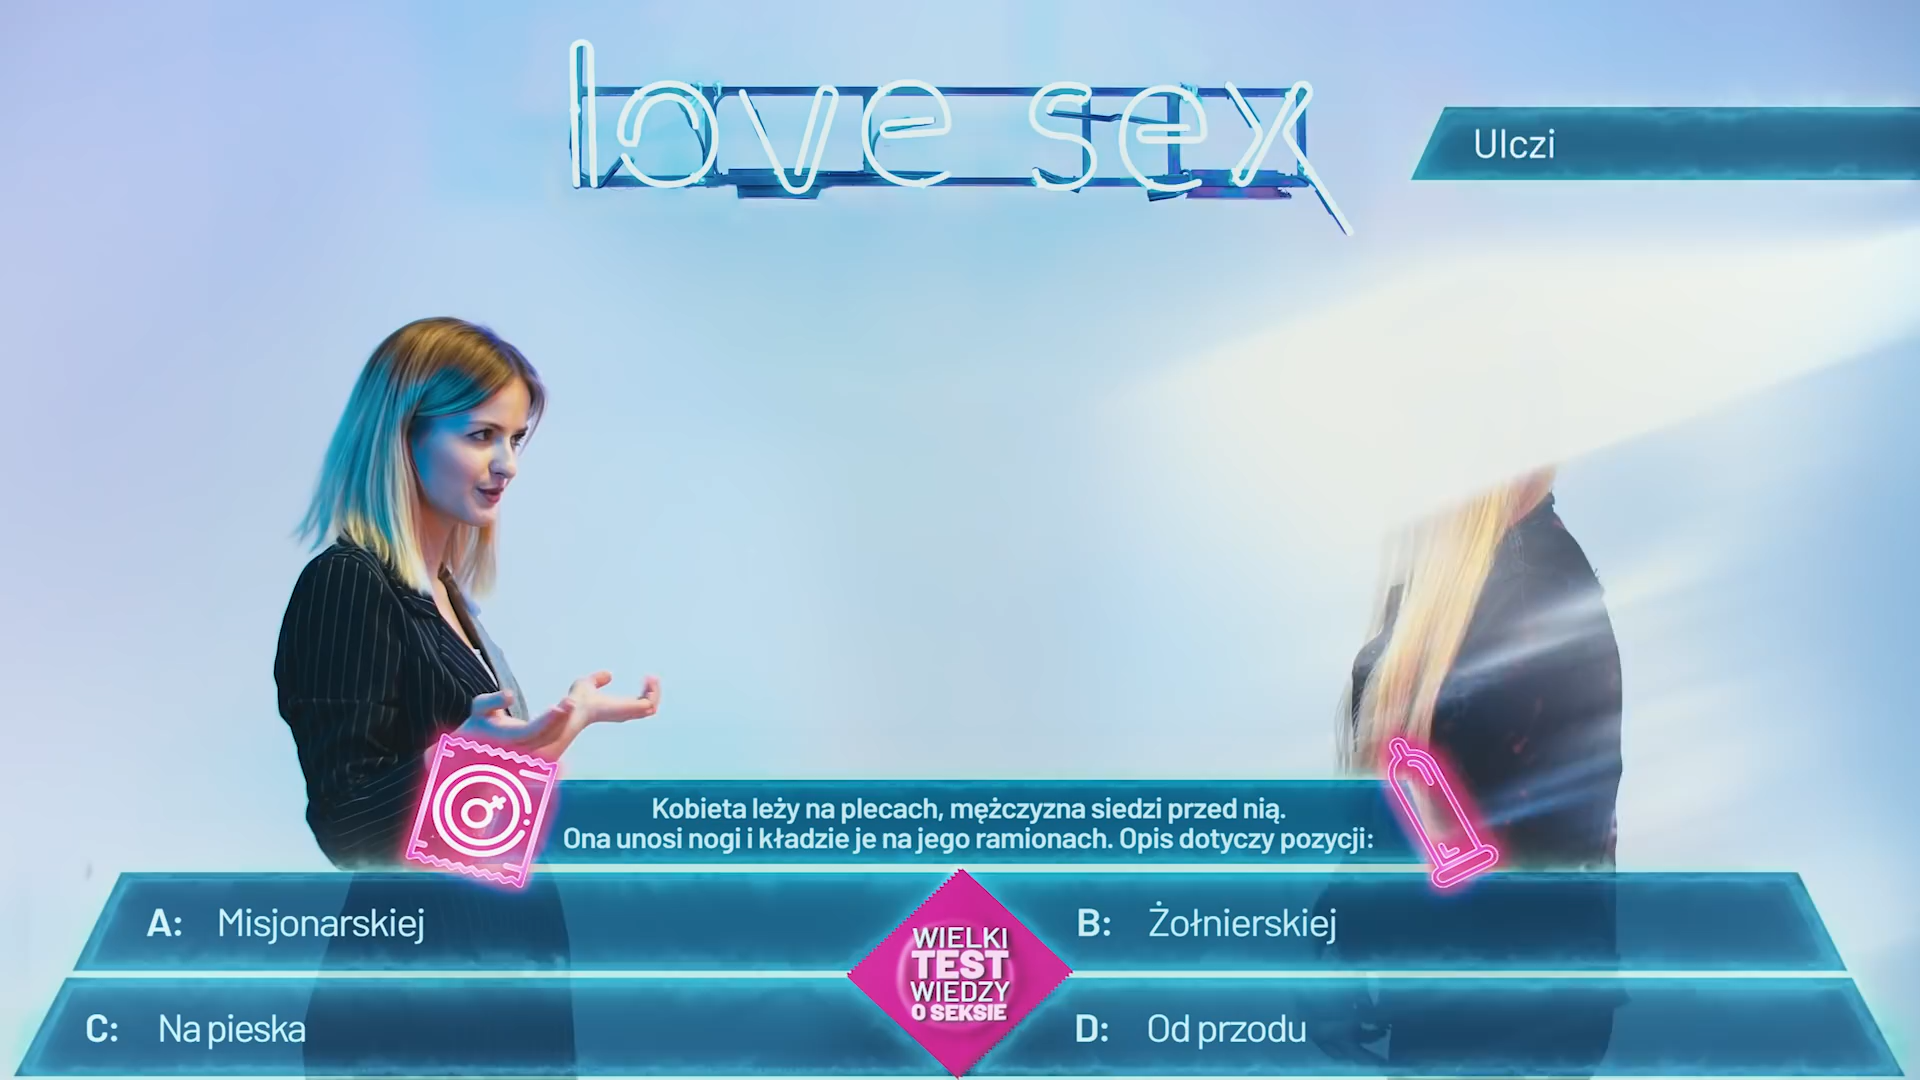 love sex
Ulczi
Kobieta leży na plecach, mężczyzna siedzi przed nią.
Ona unosi nogi i kładzie je na jego ramionach. Opis dotyczy pozycji:
A: Misjonarskiej
B: Żołnierskiej
WIELKI
TEST
WIEDZY
O SEKSIE
C: Na pieska
D: Od przodu